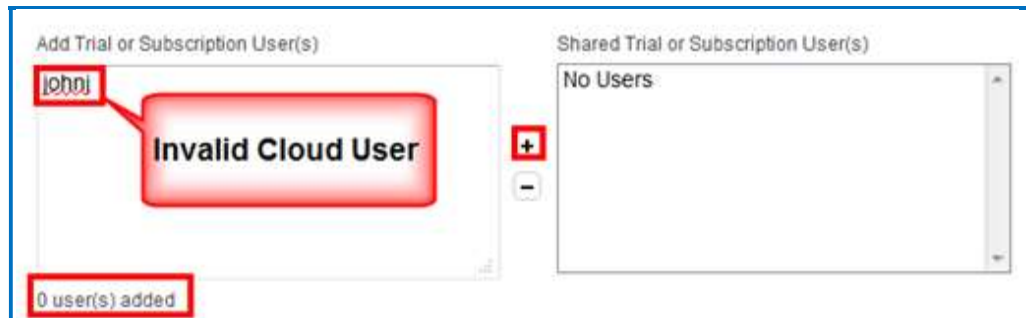 Add Trial or Subscription User(s)
Shared Trial or Subscription User(s)
johnj
No Users
Invalid Cloud User
+
-
0 user(s) added